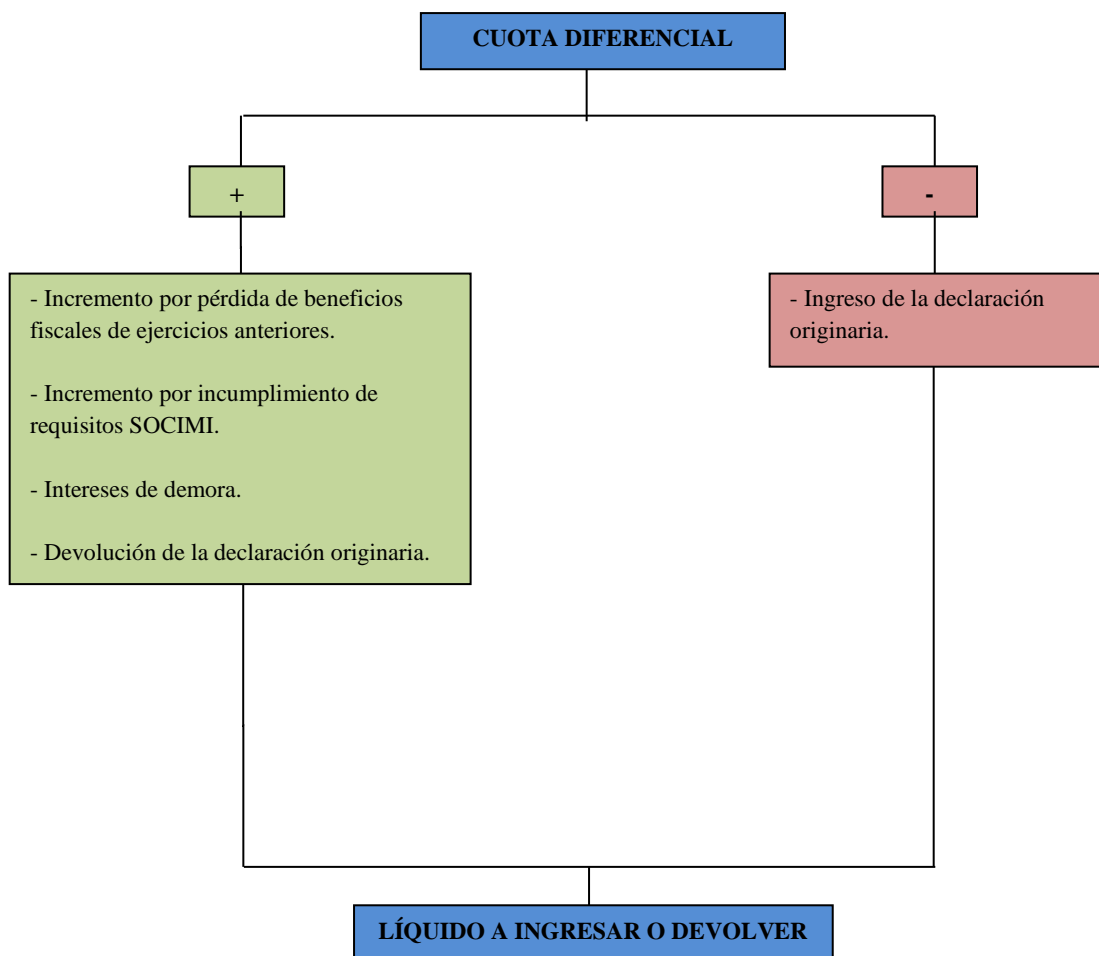 CUOTA DIFERENCIAL
+
-
- Incremento por pérdida de beneficios
fiscales de ejercicios anteriores.
- Incremento por incumplimiento de
requisitos SOCIMI.
- Intereses de demora.
- Devolución de la declaración originaria.
- Ingreso de la declaración
originaria.
LÍQUIDO A INGRESAR O DEVOLVER